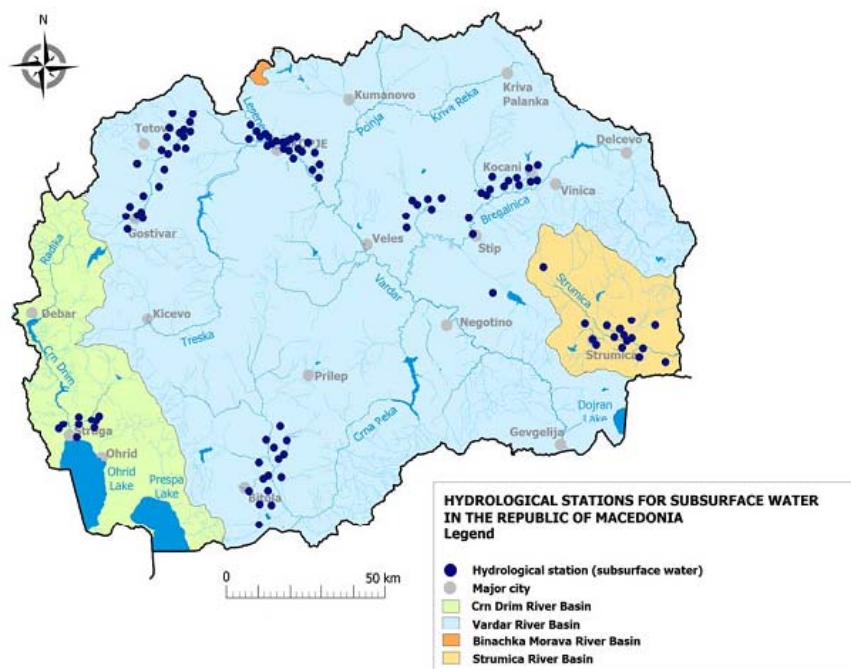 N
Kumanovo
Kriva
Palanka
Lepenec
Pcinja
Kriva Reka
Delcevo
Kocani
Vinica
Bregalnica
Gostivar
Veles
Stip
Radika
Vardar
Strumica
Debar
Kicevo
Treska
Negotino
Crn Drim
Strumica
Prilep
Crna Reka
Dojran
Lake
Struga
Gevgelija
Ohrid
Ohrid
Lake
Prespa
Lake
Bitola
0 50 km
HYDROLOGICAL STATIONS FOR SUBSURFACE WATER
IN THE REPUBLIC OF MACEDONIA
Legend
Hydrological station (subsurface water)
Major city
Crn Drim River Basin
Vardar River Basin
Binachka Morava River Basin
Strumica River Basin